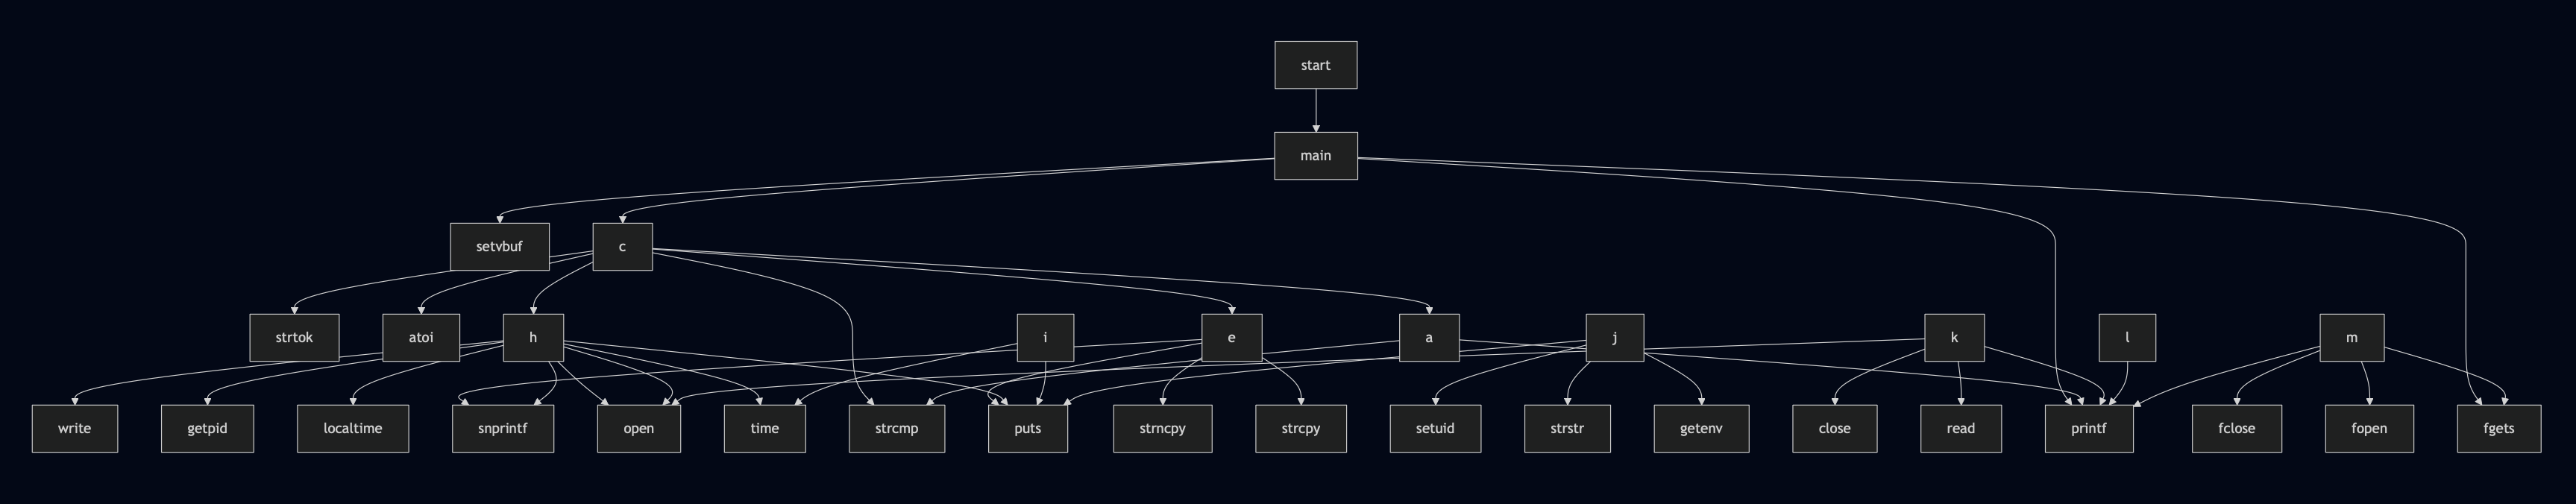 start
main
setvbuf
c
strtok
atoi
h
i
e
a
j
k
l
m
write
getpid
localtime
snprintf
open
time
strcmp
puts
strncpy
strcpy
setuid
strstr
getenv
close
read
printf
fclose
fopen
fgets